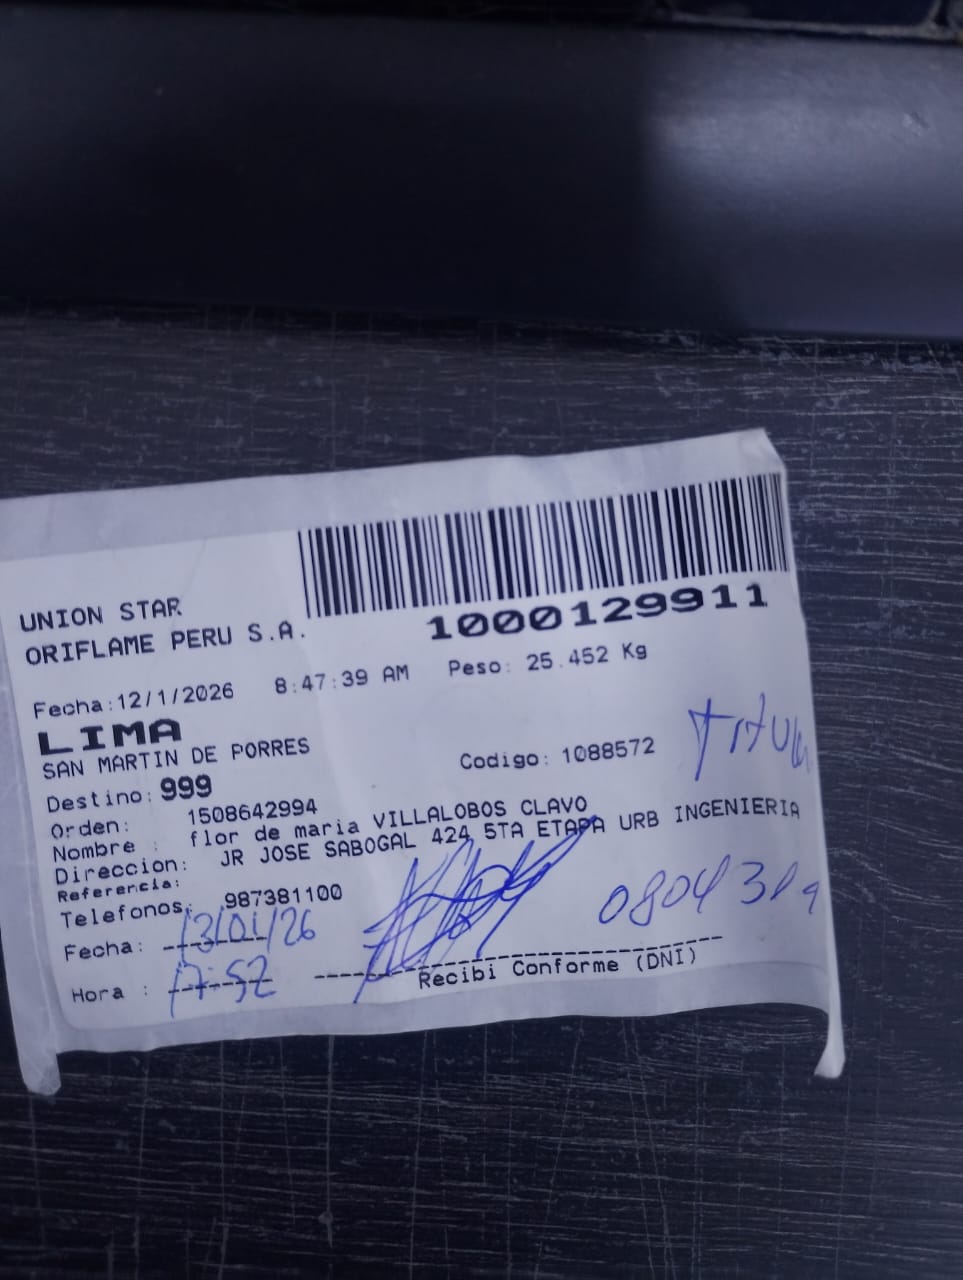 1000129911
UNION STAR
ORIFLAME PERU S.A.
Fecha:12/1/2026 8:47:39 AM Peso: 25.452 Kg
LIMA
SAN MARTIN DE PORRES
Codigo: 1088572
Destino: 999
Orden: 1508642994
Nombre : flor de maria VILLALOBOS CLAVO
Direccion: JR JOSE SABOGAL 424 5TA ETAPA URB INGENIERIA
Referencia:
Telefonos: 987381100
Fecha: 13/01/26
Hora : 17:52
Recibi Conforme (DNI)